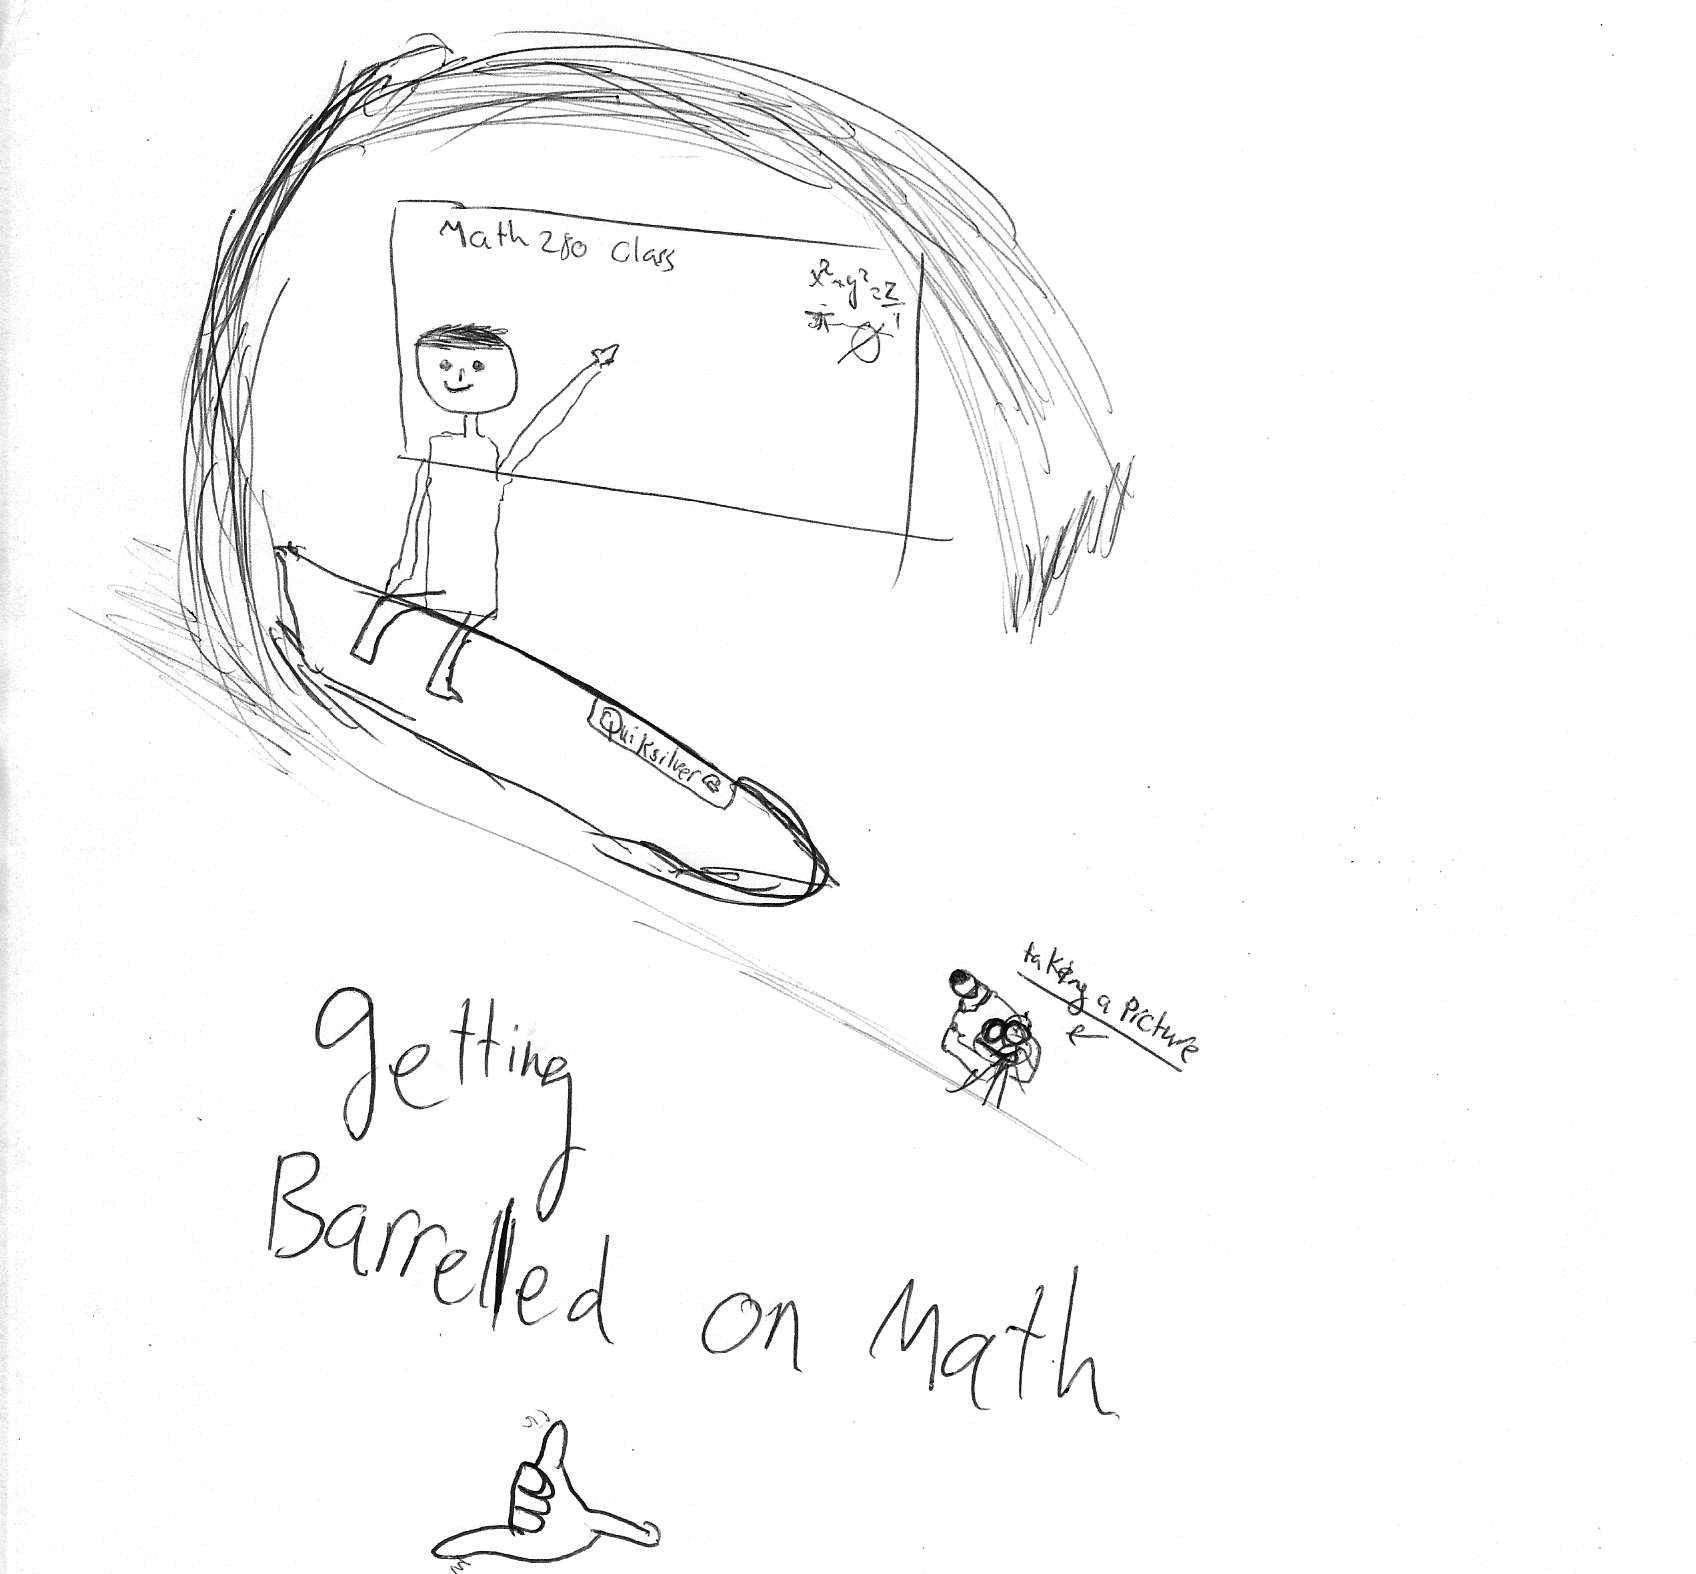 Math 280 Class
x²+y²=z
Quiksilver
taking a Picture
getting
Barrelled on Math